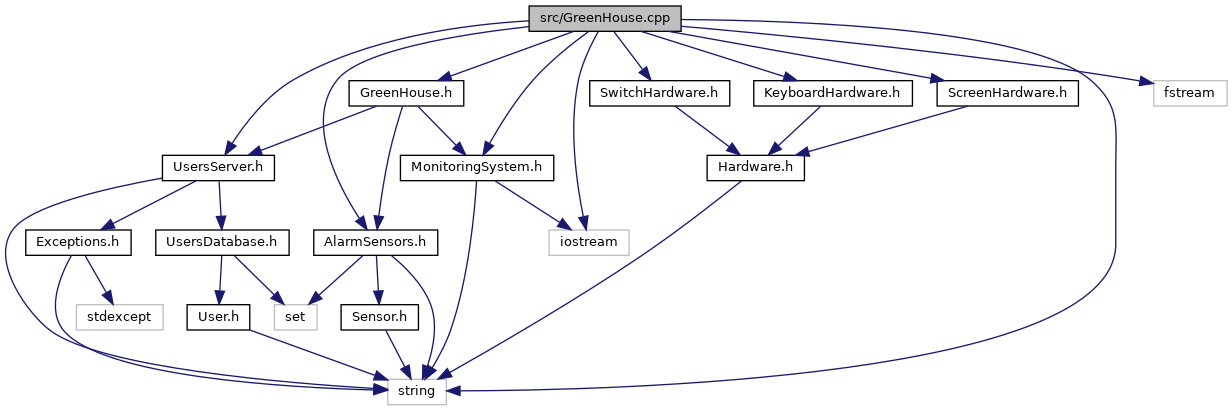 src/GreenHouse.cpp
GreenHouse.h
SwitchHardware.h
KeyboardHardware.h
ScreenHardware.h
fstream
UsersServer.h
MonitoringSystem.h
Hardware.h
Exceptions.h
UsersDatabase.h
AlarmSensors.h
iostream
stdexcept
User.h
set
Sensor.h
string